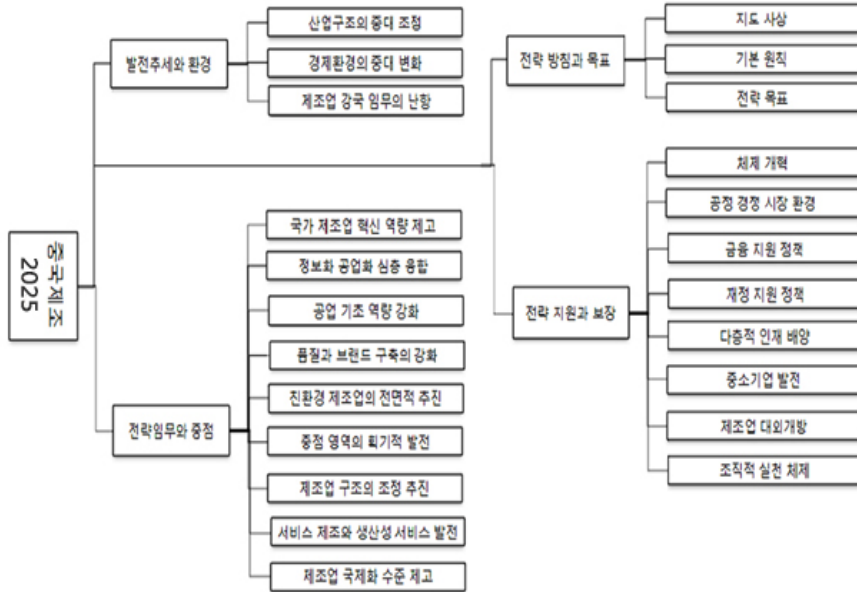 중국제조
2025
발전추세와 환경
산업구조의 중대 조정
경제환경의 중대 변화
제조업 강국 임무의 난항
전략 방침과 목표
지도 사상
기본 원칙
전략 목표
전략임무와 중점
국가 제조업 혁신 역량 제고
정보화 공업화 심층 융합
공업 기초 역량 강화
품질과 브랜드 구축의 강화
친환경 제조업의 전면적 추진
중점 영역의 획기적 발전
제조업 구조의 조정 추진
서비스 제조와 생산성 서비스 발전
제조업 국제화 수준 제고
전략 지원과 보장
체제 개혁
공정 경정 시장 환경
금융 지원 정책
재정 지원 정책
다층적 인재 배양
중소기업 발전
제조업 대외개방
조직적 실천 체제